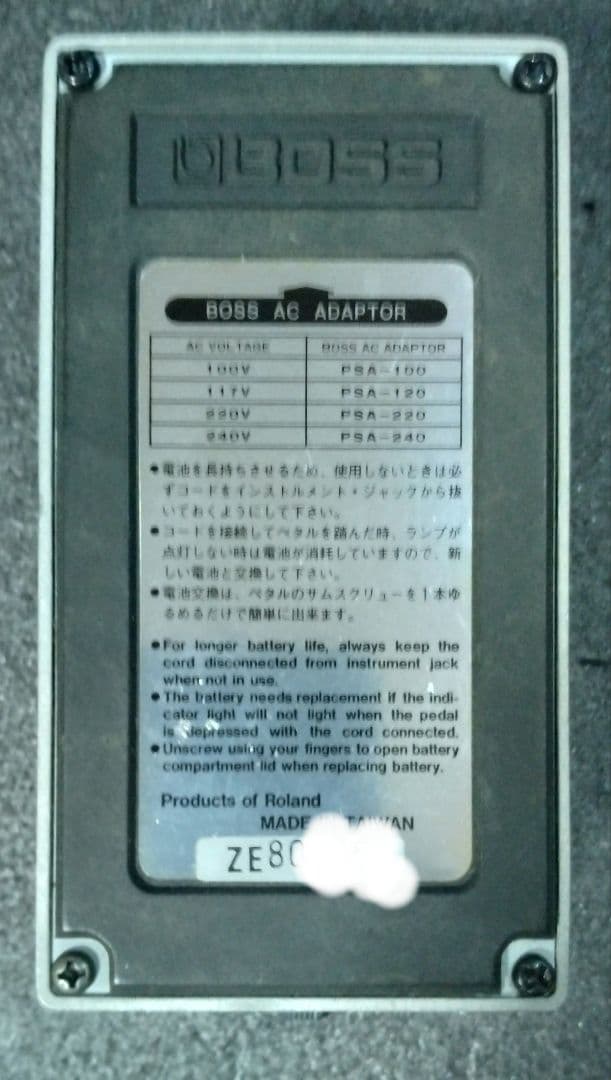 BOSS
BOSS AC ADAPTOR
AC VOLTAGE BOSS AC ADAPTOR
100V PSA-100
117V PSA-120
220V PSA-220
240V PSA-240
●電池を長持ちさせるため、使用しないときは必
ずコードをインストルメント・ジャックから抜
いておくようにして下さい。
●コードを接続してペタルを踏んだ時、ランプが
点灯しない時は電池が消耗していますので、新
しい電池と交換して下さい。
●電池交換は、ペタルのサムスクリューを1本ゆ
るめるだけで簡単に出来ます。
●For longer battery life, always keep the
cord disconnected from instrument jack
when not in use.
●The battery needs replacement if the indi-
cator light will not light when the pedal
is depressed with the cord connected.
●Unscrew using your fingers to open battery
compartment lid when replacing battery.
Products of Roland
MADE TAIWAN
ZE80